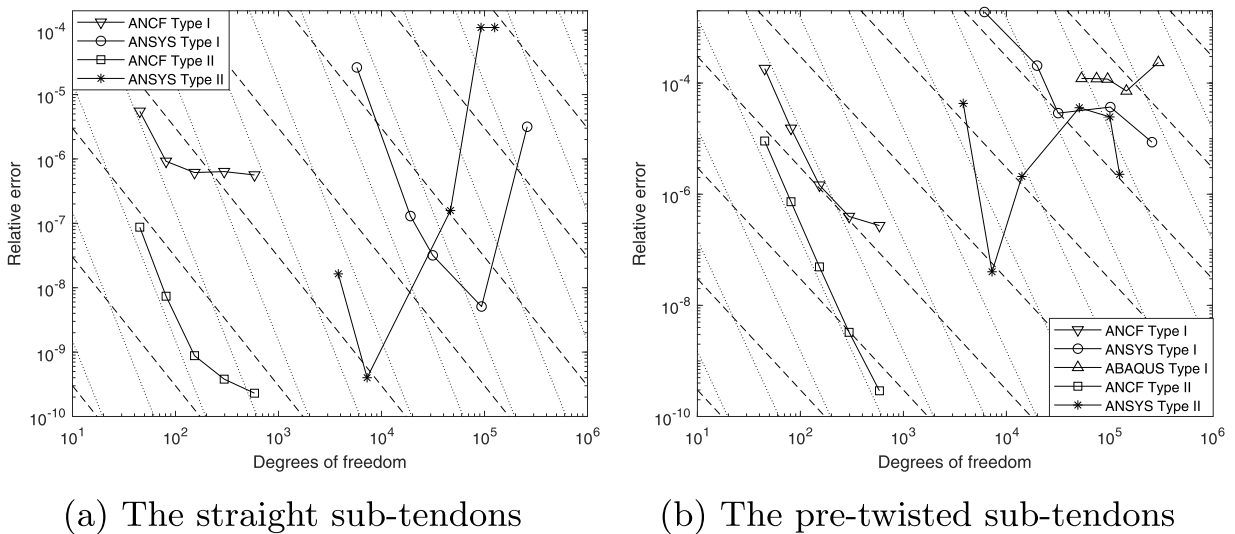 ANCF Type I
ANSYS Type I
ANCF Type II
ANSYS Type II
10^-4
10^-5
10^-6
10^-7
10^-8
10^-9
10^-10
Relative error
10^1 10^2 10^3 10^4 10^5 10^6
Degrees of freedom
(a) The straight sub-tendons
10^-4
10^-6
10^-8
10^-10
Relative error
ANCF Type I
ANSYS Type I
ABAQUS Type I
ANCF Type II
ANSYS Type II
10^1 10^2 10^3 10^4 10^5 10^6
Degrees of freedom
(b) The pre-twisted sub-tendons